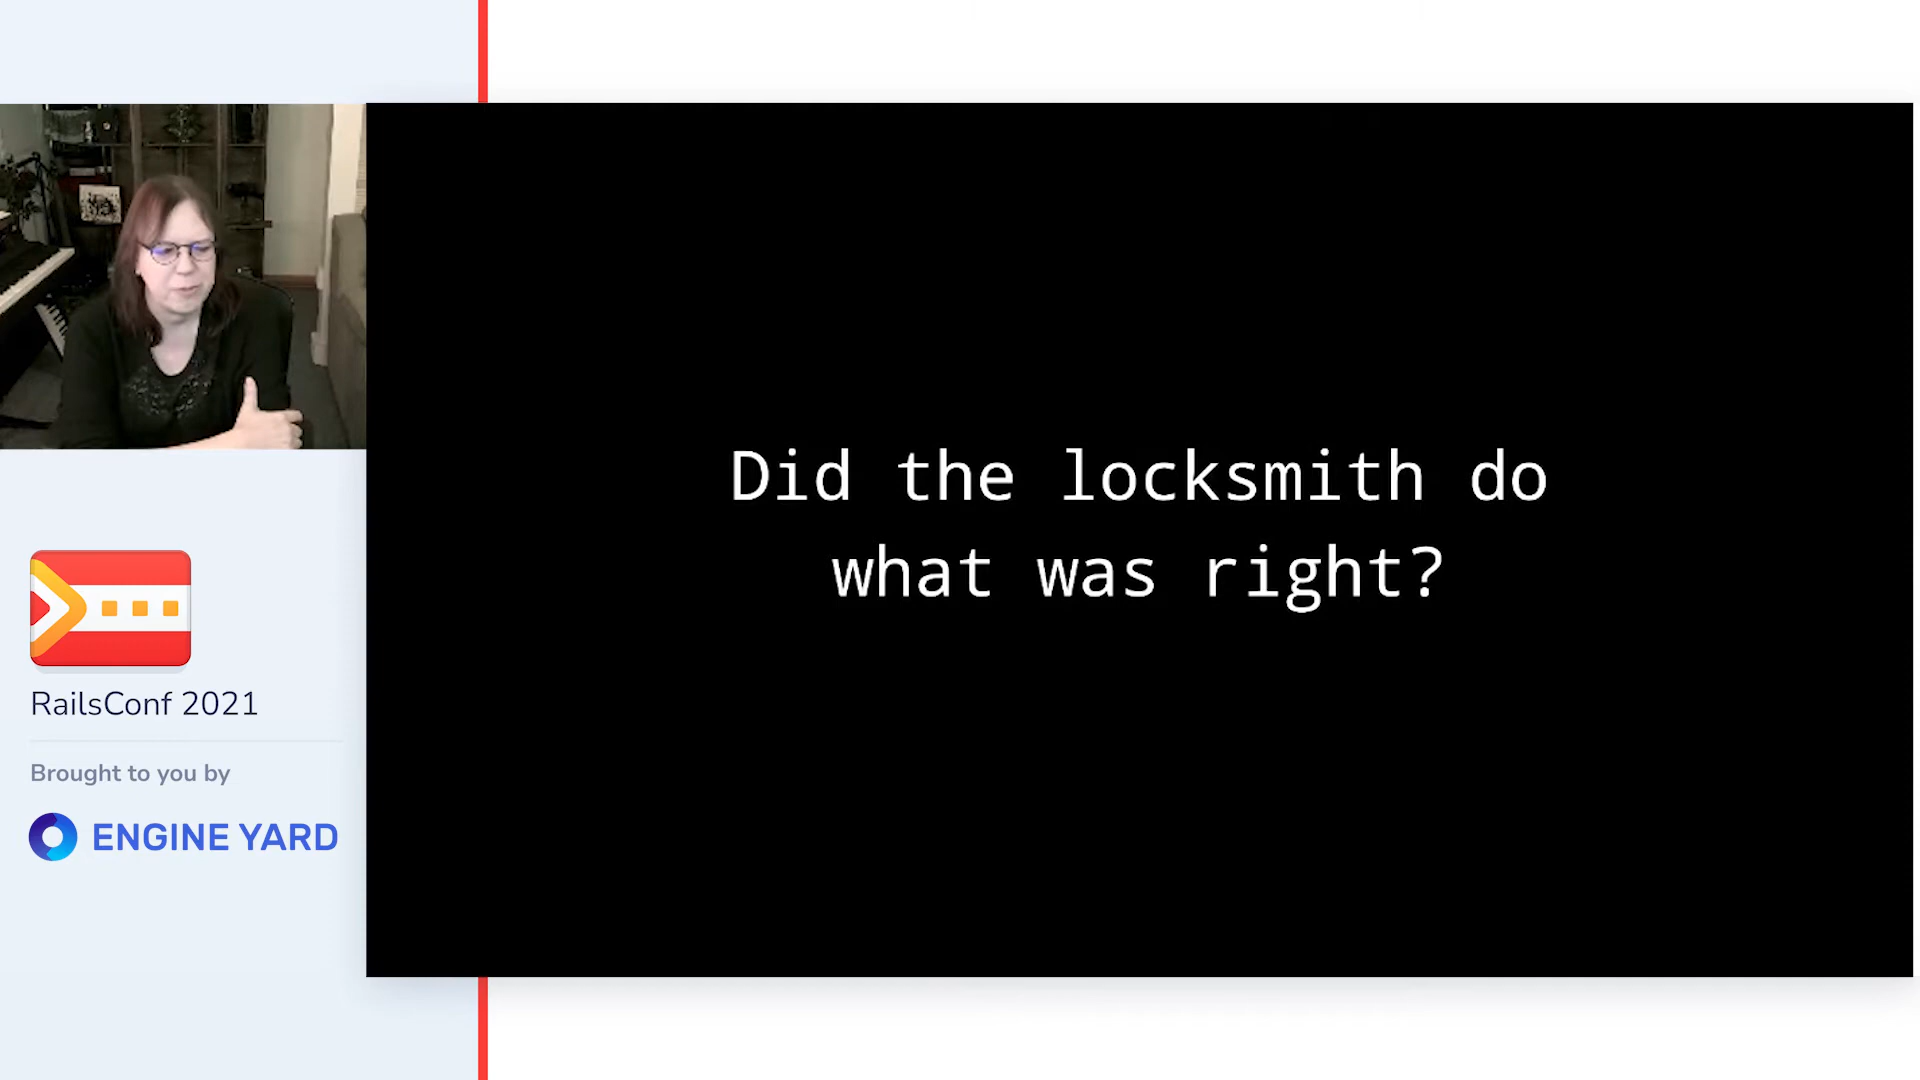 Did the locksmith do
what was right?
RailsConf 2021
Brought to you by
ENGINE YARD